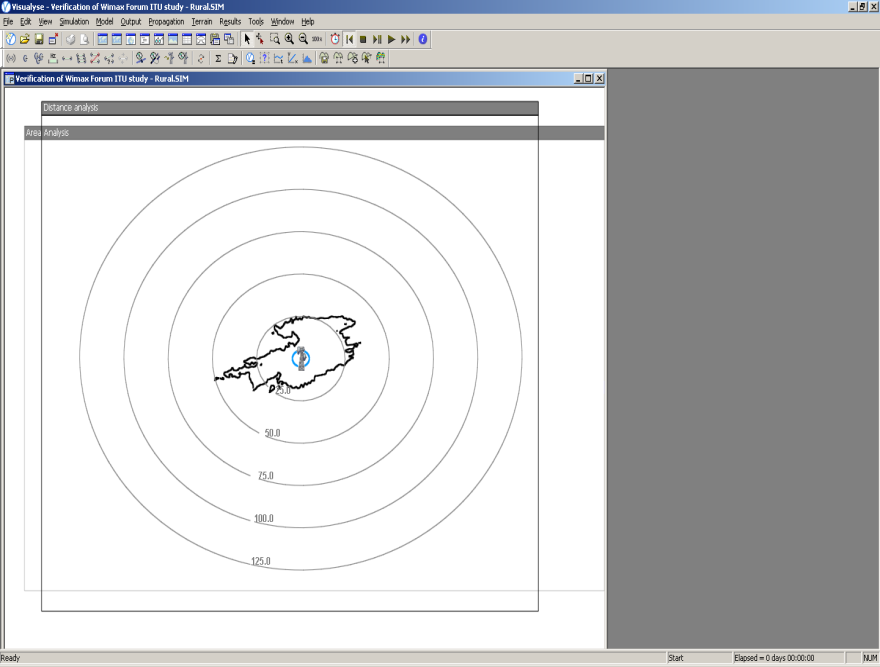 Visualyse - Verification of Wimax Forum ITU study - Rural.SIM
File Edit View Simulation Model Output Propagation Terrain Results Tools Window Help
100%
Verification of Wimax Forum ITU study - Rural.SIM
Distance analysis
Area Analysis
25.0
50.0
75.0
100.0
125.0
Ready Start Elapsed = 0 days 00:00:00 NUM